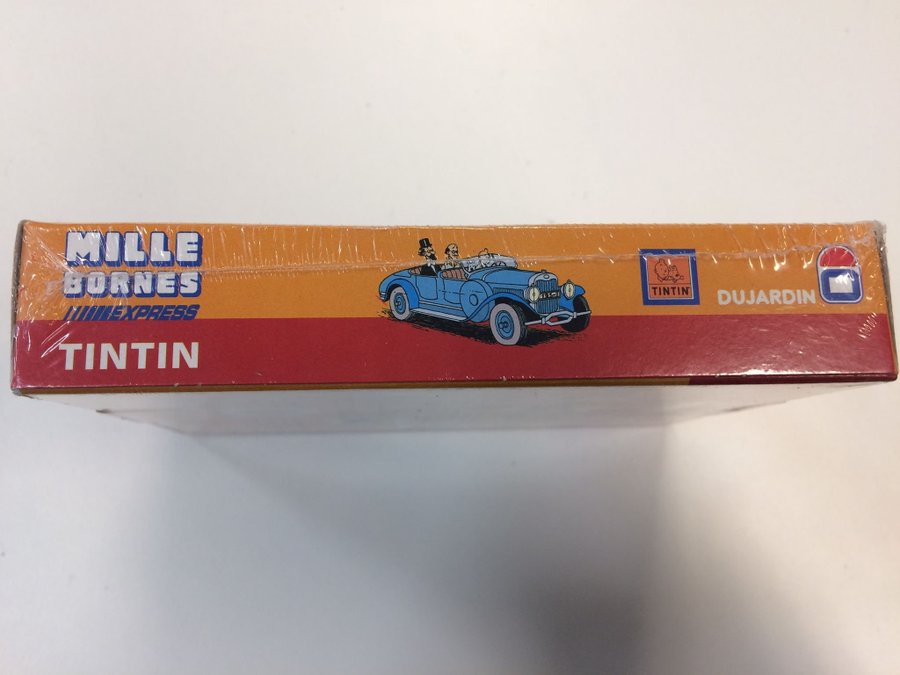 MILLE
BORNES
EXPRESS
TINTIN
TINTIN
DUJARDIN